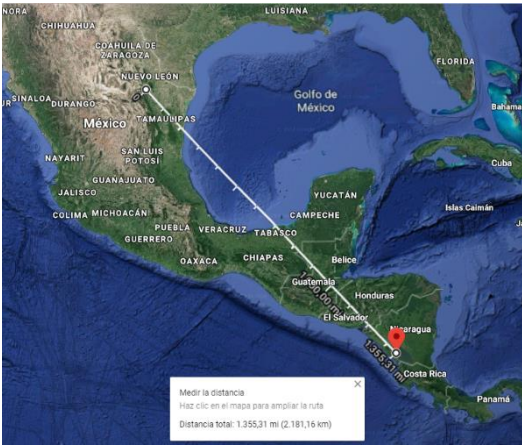 NORA
LUISIANA
CHIHUAHUA
COAHUILA DE
ZARAGOZA
FLORIDA
NUEVO LEÓN
0
SINALOA
DURANGO
Golfo de
México
Bahama
México
TAMAULIPAS
NAYARIT
SAN LUIS
POTOSÍ
Cuba
GUANAJUATO
JALISCO
YUCATÁN
Islas Caimán
COLIMA
MICHOACÁN
CAMPECHE
PUEBLA
VERACRUZ
TABASCO
GUERRERO
OAXACA
CHIAPAS
Belice
Guatemala
Honduras
El Salvador
Nicaragua
1.355,31 mi
Costa Rica
Panamá
Medir la distancia
Haz clic en el mapa para ampliar la ruta
Distancia total: 1.355,31 mi (2.181,16 km)